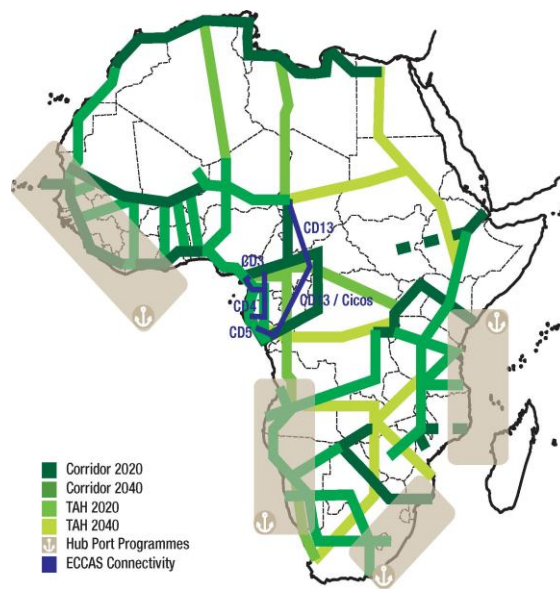 CD13
CD3
CD13 / Cicos
CD4
CD5
Corridor 2020
Corridor 2040
TAH 2020
TAH 2040
Hub Port Programmes
ECCAS Connectivity